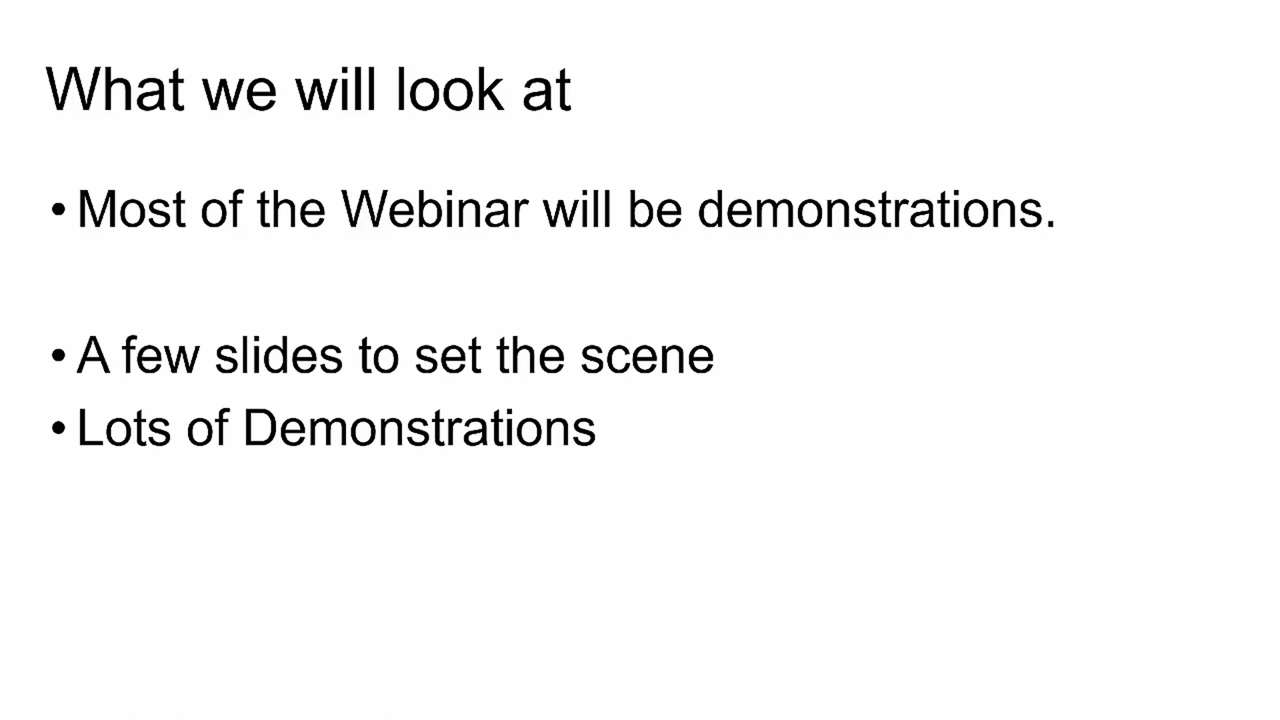 What we will look at
• Most of the Webinar will be demonstrations.
• A few slides to set the scene
• Lots of Demonstrations